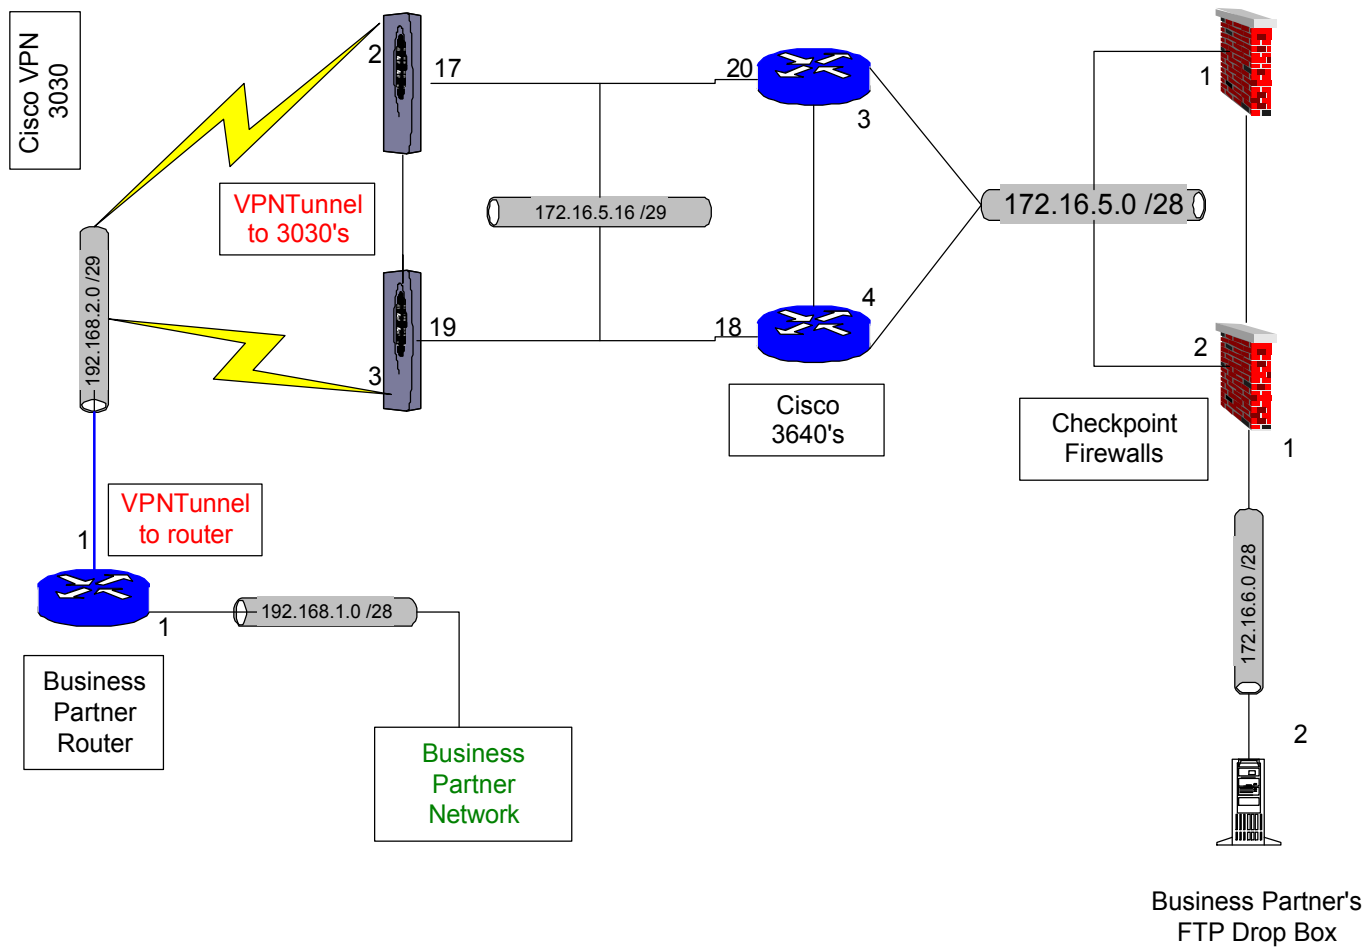 Cisco VPN
3030
2
17
20
3
1
VPNTunnel
to 3030's
172.16.5.16 /29
172.16.5.0 /28
192.168.2.0 /29
3
19
18
4
2
Cisco
3640's
Checkpoint
Firewalls
1
VPNTunnel
to router
1
1
192.168.1.0 /28
172.16.6.0 /28
Business
Partner
Router
Business
Partner
Network
2
Business Partner's
FTP Drop Box